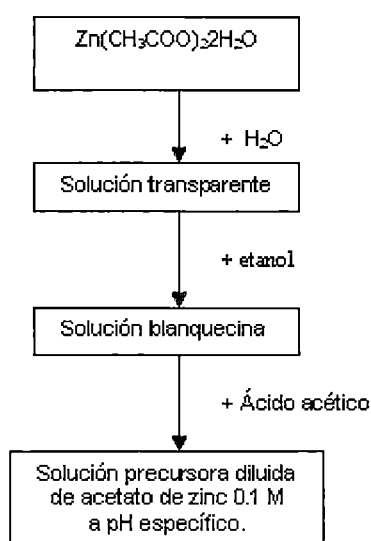 Zn(CH₃COO)₂2H₂O
+ H₂O
Solución transparente
+ etanol
Solución blanquecina
+ Ácido acético
Solución precursora diluida
de acetato de zinc 0.1 M
a pH específico.